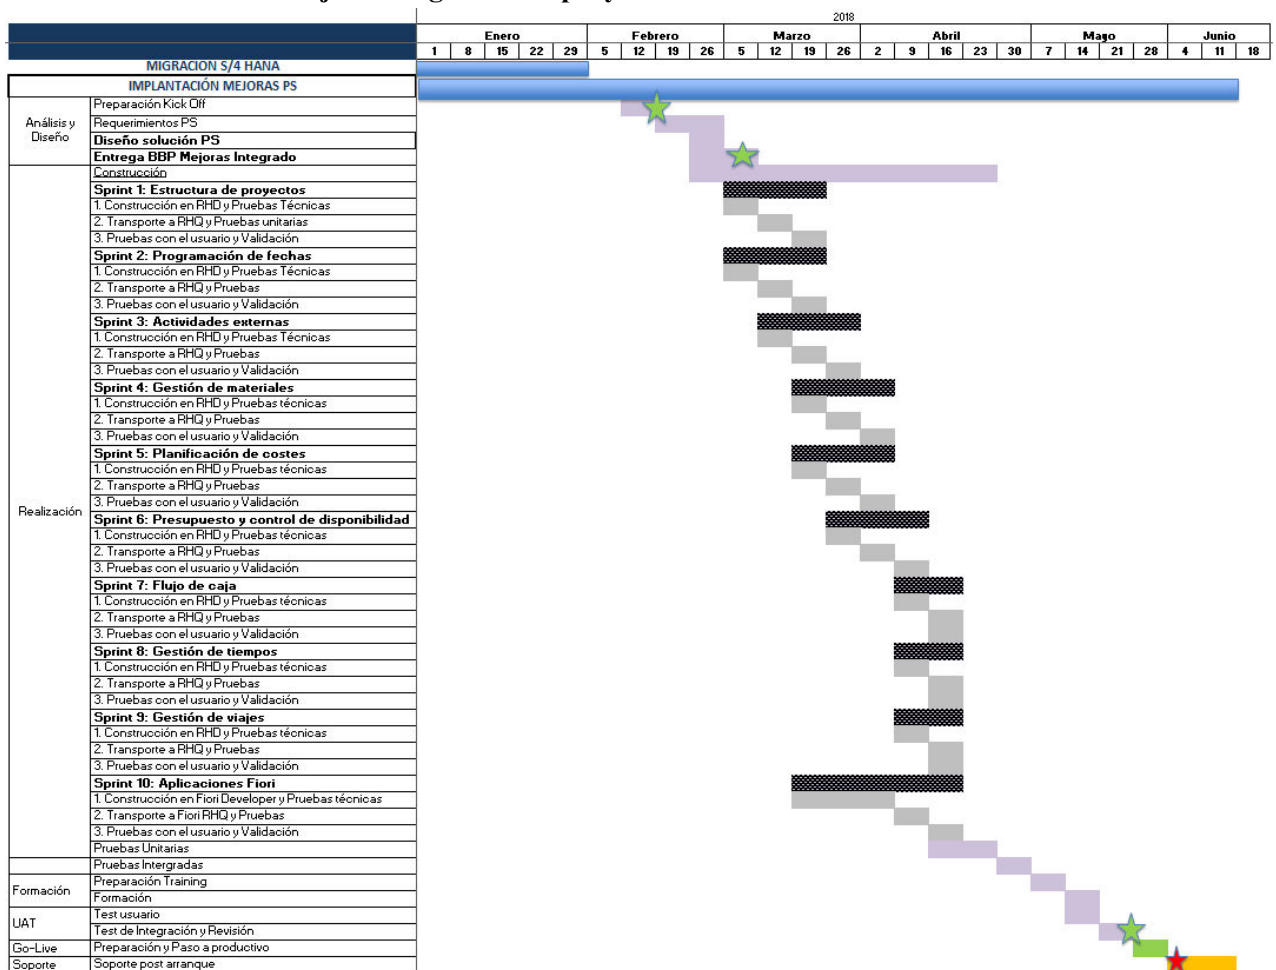 2018
Enero Febrero Marzo Abril Mayo Junio
1 8 15 22 29 5 12 19 26 5 12 19 26 2 9 16 23 30 7 14 21 28 4 11 18
MIGRACION S/4 HANA
IMPLANTACIÓN MEJORAS PS
Análisis y Diseño
Preparación Kick Off
Requerimientos PS
Diseño solución PS
Entrega BBP Mejoras Integrado
Realización
Construcción
Sprint 1: Estructura de proyectos
1. Construcción en RHD y Pruebas Técnicas
2. Transporte a RHQ y Pruebas unitarias
3. Pruebas con el usuario y Validación
Sprint 2: Programación de fechas
1. Construcción en RHD y Pruebas Técnicas
2. Transporte a RHQ y Pruebas
3. Pruebas con el usuario y Validación
Sprint 3: Actividades externas
1. Construcción en RHD y Pruebas Técnicas
2. Transporte a RHQ y Pruebas
3. Pruebas con el usuario y Validación
Sprint 4: Gestión de materiales
1. Construcción en RHD y Pruebas técnicas
2. Transporte a RHQ y Pruebas
3. Pruebas con el usuario y Validación
Sprint 5: Planificación de costes
1. Construcción en RHD y Pruebas técnicas
2. Transporte a RHQ y Pruebas
3. Pruebas con el usuario y Validación
Sprint 6: Presupuesto y control de disponibilidad
1. Construcción en RHD y Pruebas técnicas
2. Transporte a RHQ y Pruebas
3. Pruebas con el usuario y Validación
Sprint 7: Flujo de caja
1. Construcción en RHD y Pruebas técnicas
2. Transporte a RHQ y Pruebas
3. Pruebas con el usuario y Validación
Sprint 8: Gestión de tiempos
1. Construcción en RHD y Pruebas técnicas
2. Transporte a RHQ y Pruebas
3. Pruebas con el usuario y Validación
Sprint 9: Gestión de viajes
1. Construcción en RHD y Pruebas técnicas
2. Transporte a RHQ y Pruebas
3. Pruebas con el usuario y Validación
Sprint 10: Aplicaciones Fiori
1. Construcción en Fiori Developer y Pruebas técnicas
2. Transporte a Fiori RHQ y Pruebas
3. Pruebas con el usuario y Validación
Pruebas Unitarias
Pruebas Intergradas
Formación
Preparación Training
Formación
UAT
Test usuario
Test de Integración y Revisión
Go-Live
Preparación y Paso a productivo
Soporte
Soporte post arranque